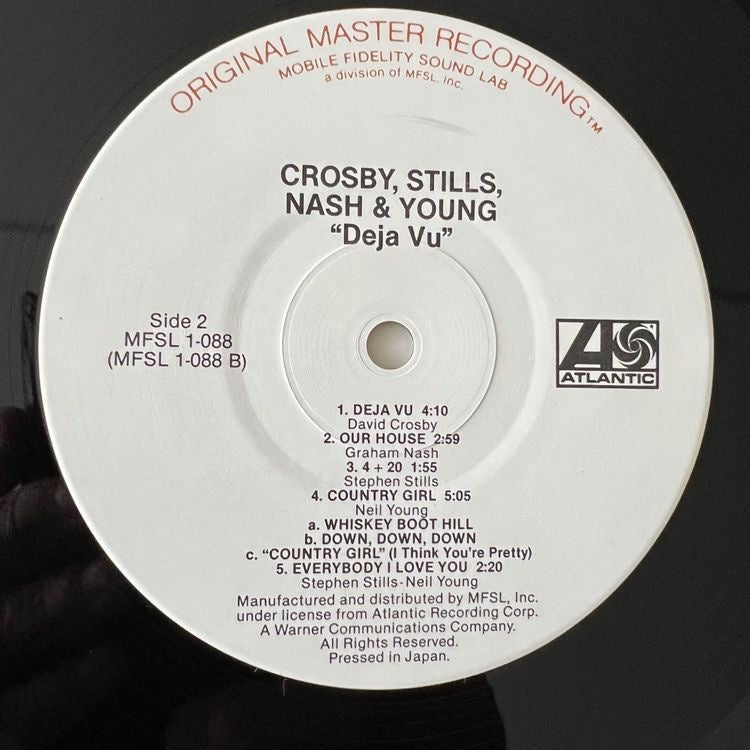 ORIGINAL MASTER RECORDING™
MOBILE FIDELITY SOUND LAB
a division of MFSL, Inc.
CROSBY, STILLS,
NASH & YOUNG
“Deja Vu”
Side 2
MFSL 1-088
(MFSL 1-088 B)
ATLANTIC
1. DEJA VU 4:10
David Crosby
2. OUR HOUSE 2:59
Graham Nash
3. 4 + 20 1:55
Stephen Stills
4. COUNTRY GIRL 5:05
Neil Young
a. WHISKEY BOOT HILL
b. DOWN, DOWN, DOWN
c. “COUNTRY GIRL” (I Think You're Pretty)
5. EVERYBODY I LOVE YOU 2:20
Stephen Stills-Neil Young
Manufactured and distributed by MFSL, Inc.
under license from Atlantic Recording Corp.
A Warner Communications Company.
All Rights Reserved.
Pressed in Japan.